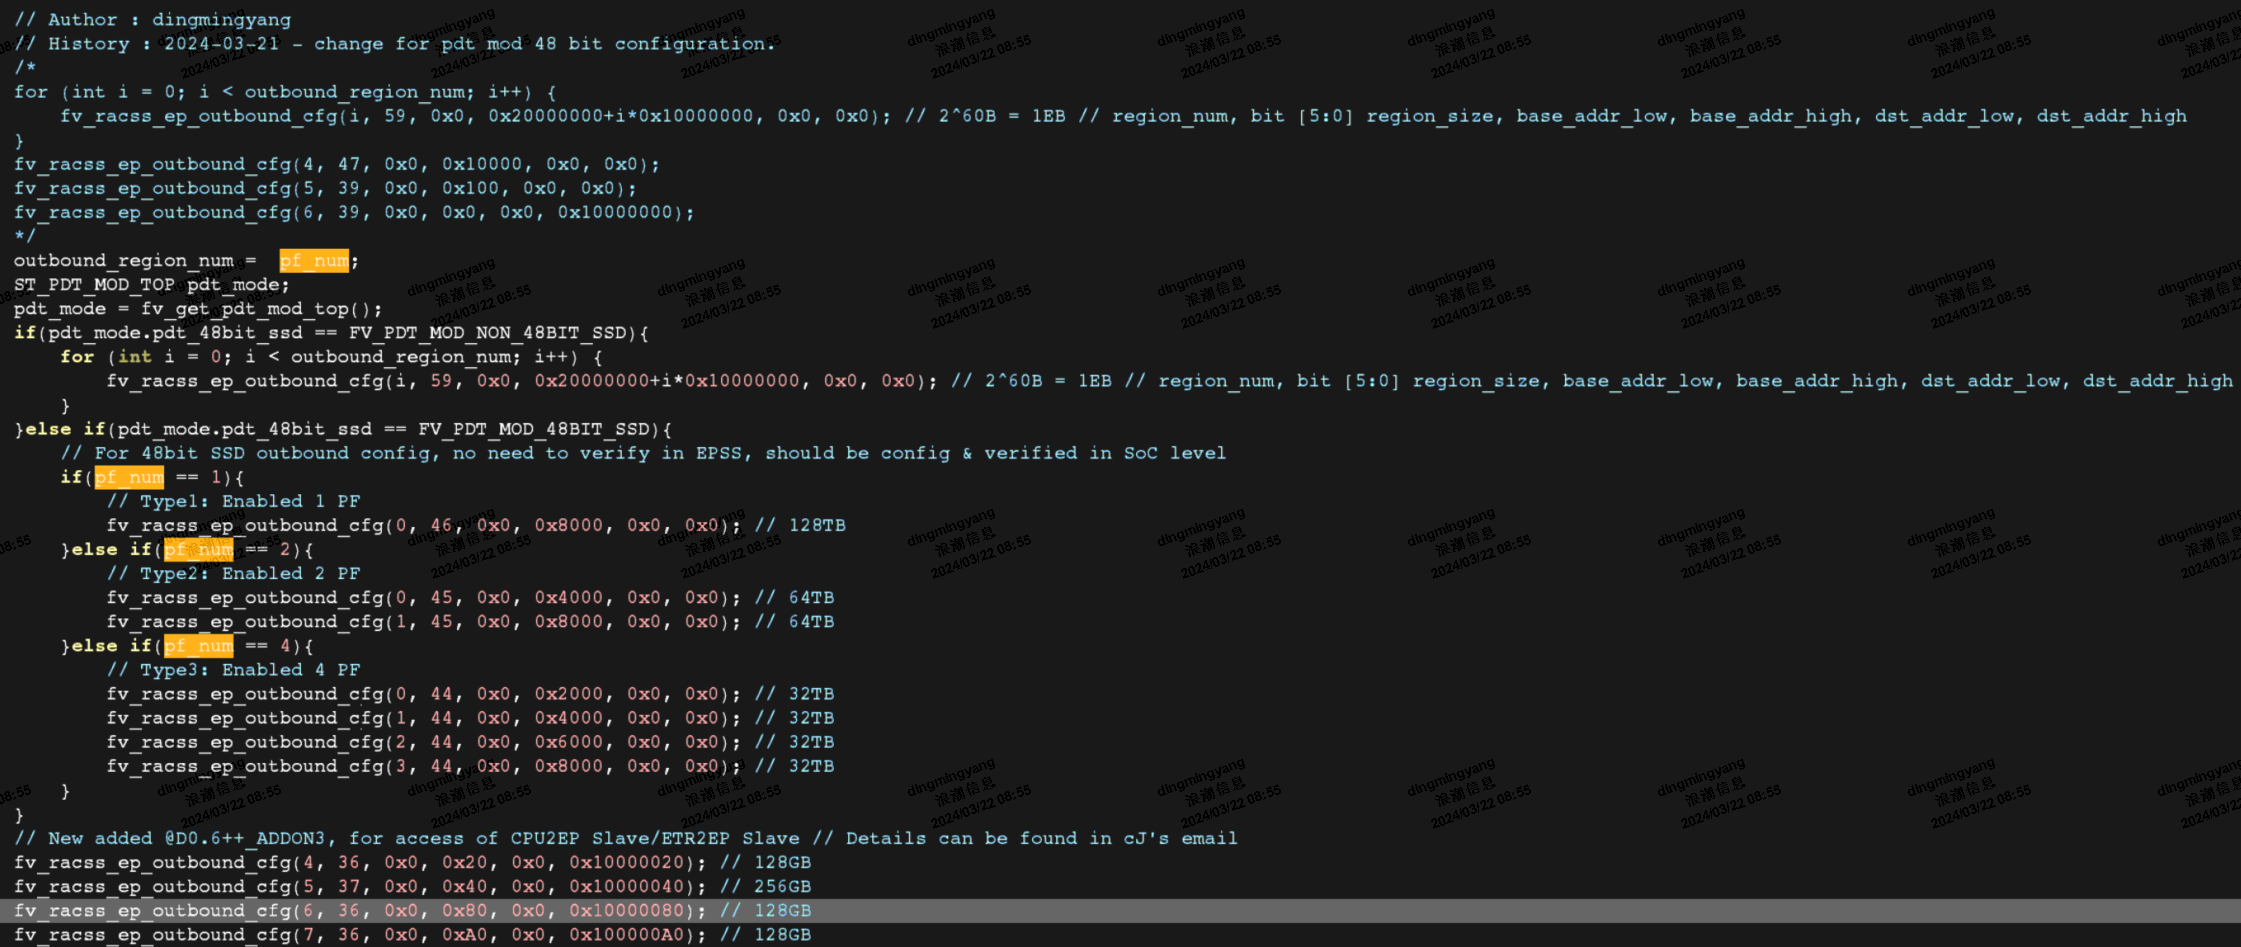 // Author : dingmingyang
// History : 2024-03-21 - change for pdt mod 48 bit configuration.
/*
for (int i = 0; i < outbound_region_num; i++) {
    fv_racss_ep_outbound_cfg(i, 59, 0x0, 0x20000000+i*0x10000000, 0x0, 0x0); // 2^60B = 1EB // region_num, bit [5:0] region_size, base_addr_low, base_addr_high, dst_addr_low, dst_addr_high
}
fv_racss_ep_outbound_cfg(4, 47, 0x0, 0x10000, 0x0, 0x0);
fv_racss_ep_outbound_cfg(5, 39, 0x0, 0x100, 0x0, 0x0);
fv_racss_ep_outbound_cfg(6, 39, 0x0, 0x0, 0x0, 0x10000000);
*/
outbound_region_num =  pf_num;
ST_PDT_MOD_TOP pdt_mode;
pdt_mode = fv_get_pdt_mod_top();
if(pdt_mode.pdt_48bit_ssd == FV_PDT_MOD_NON_48BIT_SSD){
    for (int i = 0; i < outbound_region_num; i++) {
        fv_racss_ep_outbound_cfg(i, 59, 0x0, 0x20000000+i*0x10000000, 0x0, 0x0); // 2^60B = 1EB // region_num, bit [5:0] region_size, base_addr_low, base_addr_high, dst_addr_low, dst_addr_high
    }
}else if(pdt_mode.pdt_48bit_ssd == FV_PDT_MOD_48BIT_SSD){
    // For 48bit SSD outbound config, no need to verify in EPSS, should be config & verified in SoC level
    if(pf_num == 1){
        // Type1: Enabled 1 PF
        fv_racss_ep_outbound_cfg(0, 46, 0x0, 0x8000, 0x0, 0x0); // 128TB
    }else if(pf_num == 2){
        // Type2: Enabled 2 PF
        fv_racss_ep_outbound_cfg(0, 45, 0x0, 0x4000, 0x0, 0x0); // 64TB
        fv_racss_ep_outbound_cfg(1, 45, 0x0, 0x8000, 0x0, 0x0); // 64TB
    }else if(pf_num == 4){
        // Type3: Enabled 4 PF
        fv_racss_ep_outbound_cfg(0, 44, 0x0, 0x2000, 0x0, 0x0); // 32TB
        fv_racss_ep_outbound_cfg(1, 44, 0x0, 0x4000, 0x0, 0x0); // 32TB
        fv_racss_ep_outbound_cfg(2, 44, 0x0, 0x6000, 0x0, 0x0); // 32TB
        fv_racss_ep_outbound_cfg(3, 44, 0x0, 0x8000, 0x0, 0x0); // 32TB
    }
}
// New added @D0.6++_ADDON3, for access of CPU2EP Slave/ETR2EP Slave // Details can be found in cJ's email
fv_racss_ep_outbound_cfg(4, 36, 0x0, 0x20, 0x0, 0x10000020); // 128GB
fv_racss_ep_outbound_cfg(5, 37, 0x0, 0x40, 0x0, 0x10000040); // 256GB
fv_racss_ep_outbound_cfg(6, 36, 0x0, 0x80, 0x0, 0x10000080); // 128GB
fv_racss_ep_outbound_cfg(7, 36, 0x0, 0xA0, 0x0, 0x100000A0); // 128GB
dingmingyang
浪潮信息
2024/03/22 08:55